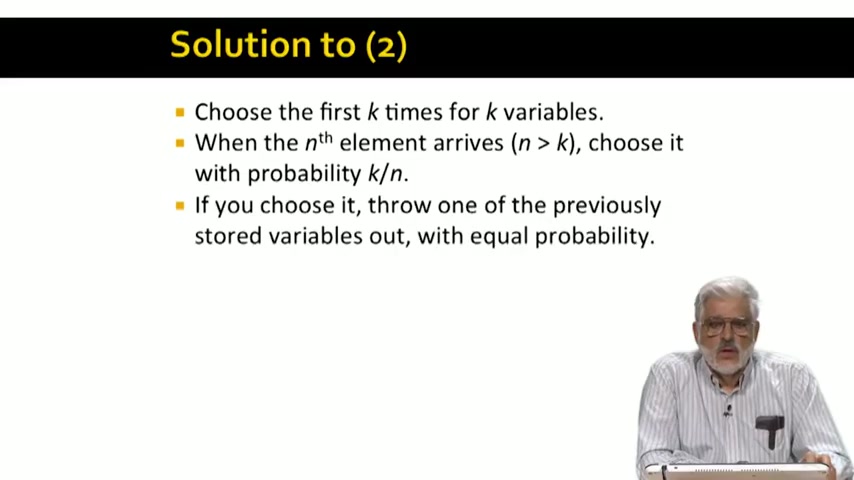 Solution to (2)
Choose the first k times for k variables.
When the nth element arrives (n > k), choose it
with probability k/n.
If you choose it, throw one of the previously
stored variables out, with equal probability.